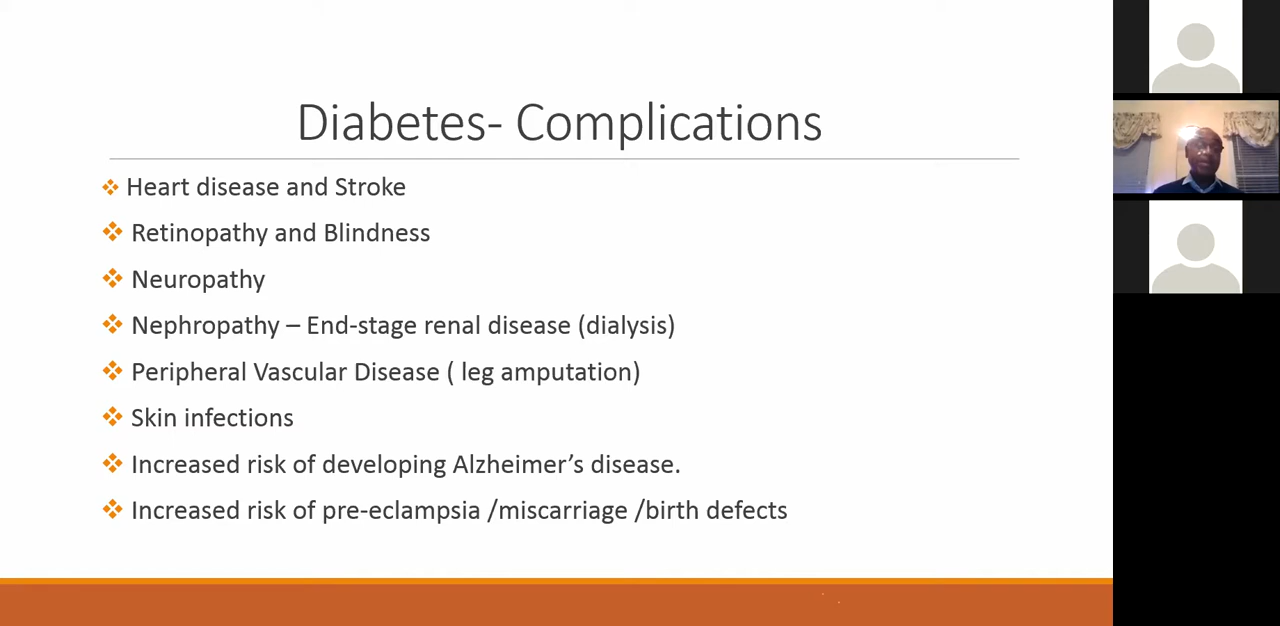 Diabetes- Complications
Heart disease and Stroke
Retinopathy and Blindness
Neuropathy
Nephropathy – End-stage renal disease (dialysis)
Peripheral Vascular Disease ( leg amputation)
Skin infections
Increased risk of developing Alzheimer’s disease.
Increased risk of pre-eclampsia /miscarriage /birth defects